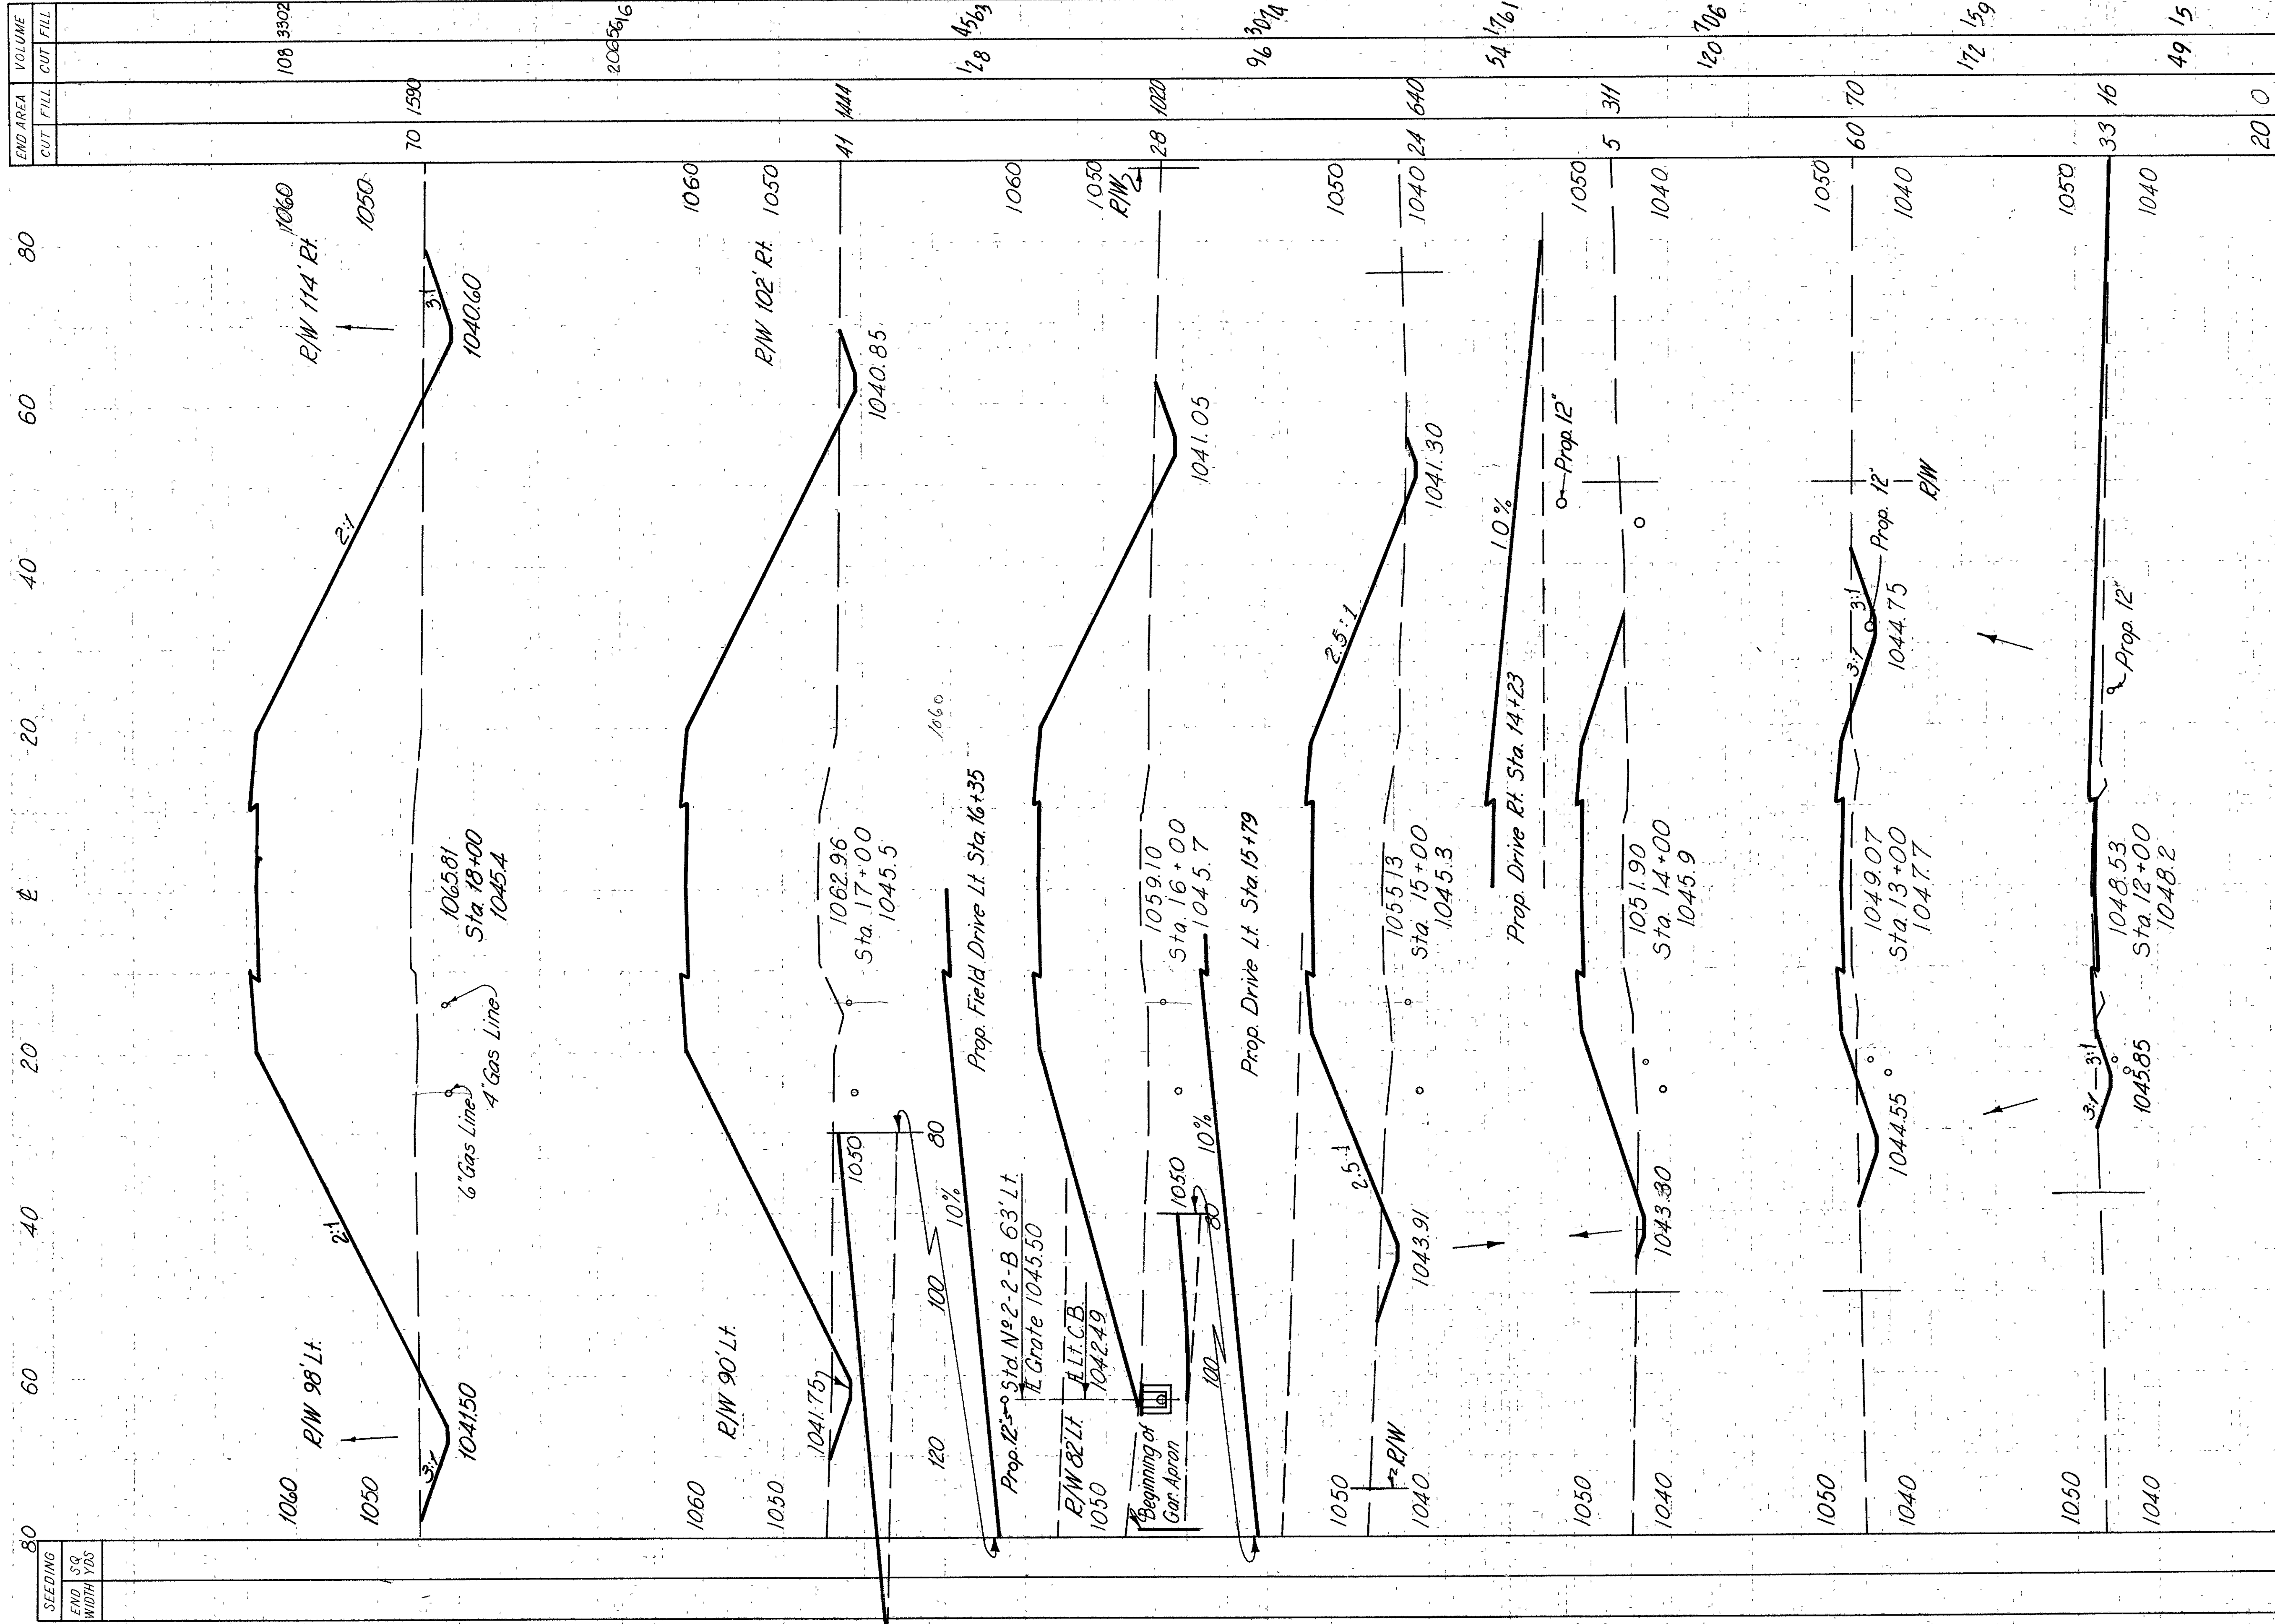 END AREA VOLUME
CUT FILL CUT FILL
108 3302
70 1590
41 1444
128 4563
28 1020
96 3074
24 640
54 1761
5 311
120 706
60 70
172 159
33 16
49 15
20 0
80 60 40 20 ℄ 20 40 60 80
SEEDING
END WIDTH
SQ. YDS
R/W 98' Lt.
R/W 114' Rt.
1060
1050
1060
1050
2:1
2:1
3:1
3:1
1041.50
1040.60
1065.81
Sta. 18+00
1045.4
6" Gas Line
4" Gas Line
R/W 90' Lt.
R/W 102' Rt.
1060
1050
1060
1050
1041.75
1040.85
1062.96
Sta. 17+00
1045.5
1050
120
100
80
10%
1060
Prop. Field Drive Lt. Sta. 16+35
Prop. 12"
Std. Nº 2-2-B 63' Lt.
℄ Grate 1045.50
R/W 82' Lt.
1050
℄ Lt. C.B.
1042.49
Beginning of
Gar. Apron
1060
1050
R/W
1041.05
1059.10
Sta. 16+00
1045.7
1050
100
80
10%
Prop. Drive Lt. Sta. 15+79
1050
1040
R/W
1050
1040
2.5:1
2.5:1
1043.91
1041.30
1055.13
Sta. 15+00
1045.3
10%
Prop. Drive Rt. Sta. 14+23
Prop. 12"
1050
1040
1050
1040
1043.30
1051.90
Sta. 14+00
1045.9
1050
1040
1050
1040
1044.55
3:1
3:1
1044.75
Prop. 12"
R/W
1049.07
Sta. 13+00
1047.7
1050
1040
1050
1040
3:1
3:1
1045.85
Prop. 12"
1048.53
Sta. 12+00
1048.2